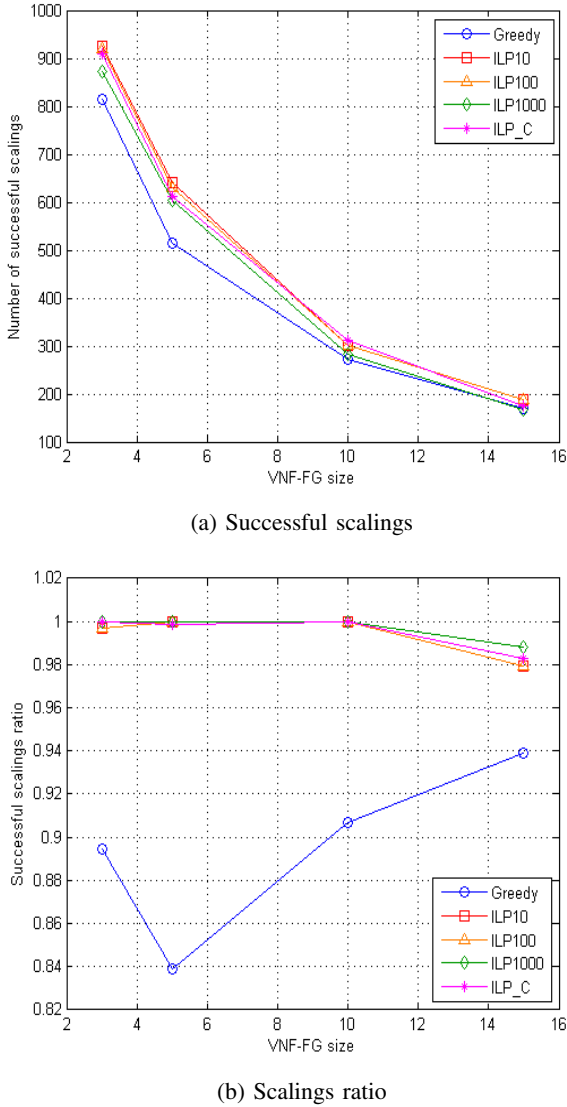 1000
900
800
700
600
500
400
300
200
100
2 4 6 8 10 12 14 16
Number of successful scalings
VNF-FG size
Greedy
ILP10
ILP100
ILP1000
ILP_C
(a) Successful scalings
1.02
1
0.98
0.96
0.94
0.92
0.9
0.88
0.86
0.84
0.82
2 4 6 8 10 12 14 16
Successful scalings ratio
VNF-FG size
Greedy
ILP10
ILP100
ILP1000
ILP_C
(b) Scalings ratio